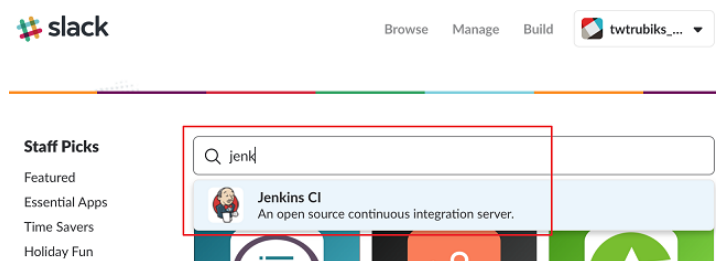 slack
Browse Manage Build twtrubiks_...
Staff Picks
Featured
Essential Apps
Time Savers
Holiday Fun
jenk
Jenkins CI
An open source continuous integration server.